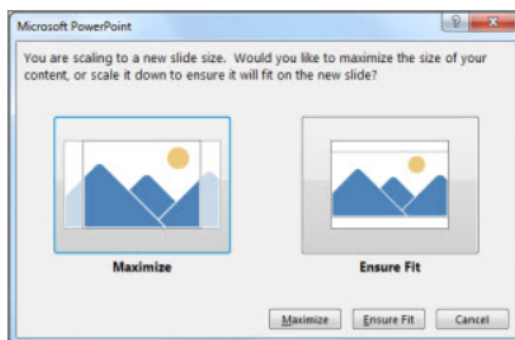 Microsoft PowerPoint
You are scaling to a new slide size. Would you like to maximize the size of your
content, or scale it down to ensure it will fit on the new slide?
Maximize
Ensure Fit
Maximize
Ensure Fit
Cancel